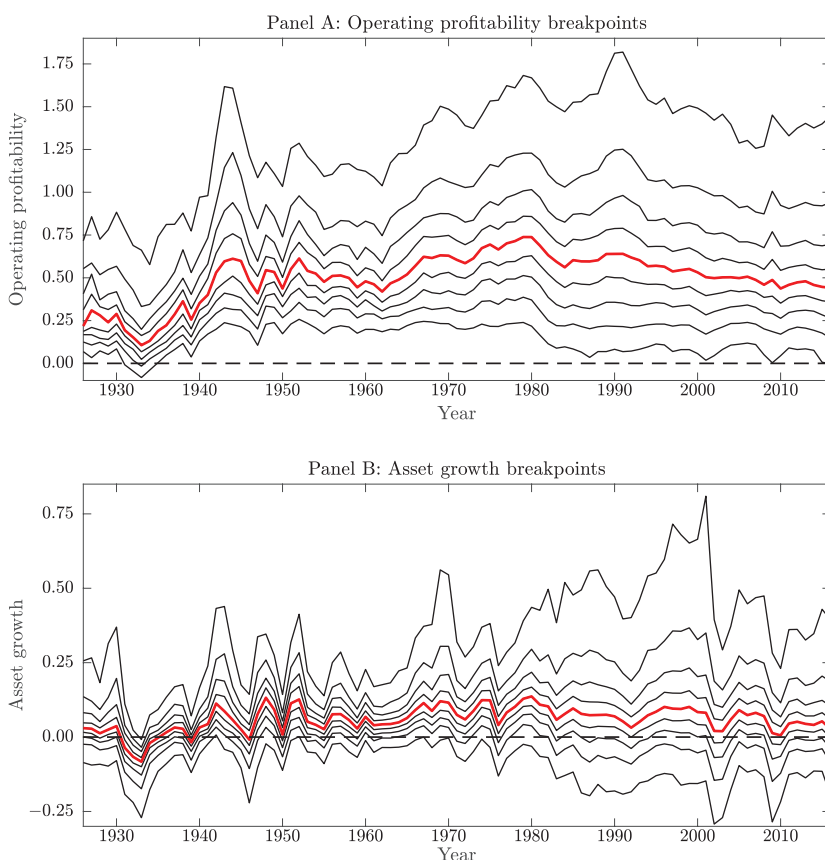 Panel A: Operating profitability breakpoints
1.75
1.50
1.25
1.00
0.75
0.50
0.25
0.00
Operating profitability
1930 1940 1950 1960 1970 1980 1990 2000 2010
Year
Panel B: Asset growth breakpoints
0.75
0.50
0.25
0.00
−0.25
Asset growth
1930 1940 1950 1960 1970 1980 1990 2000 2010
Year